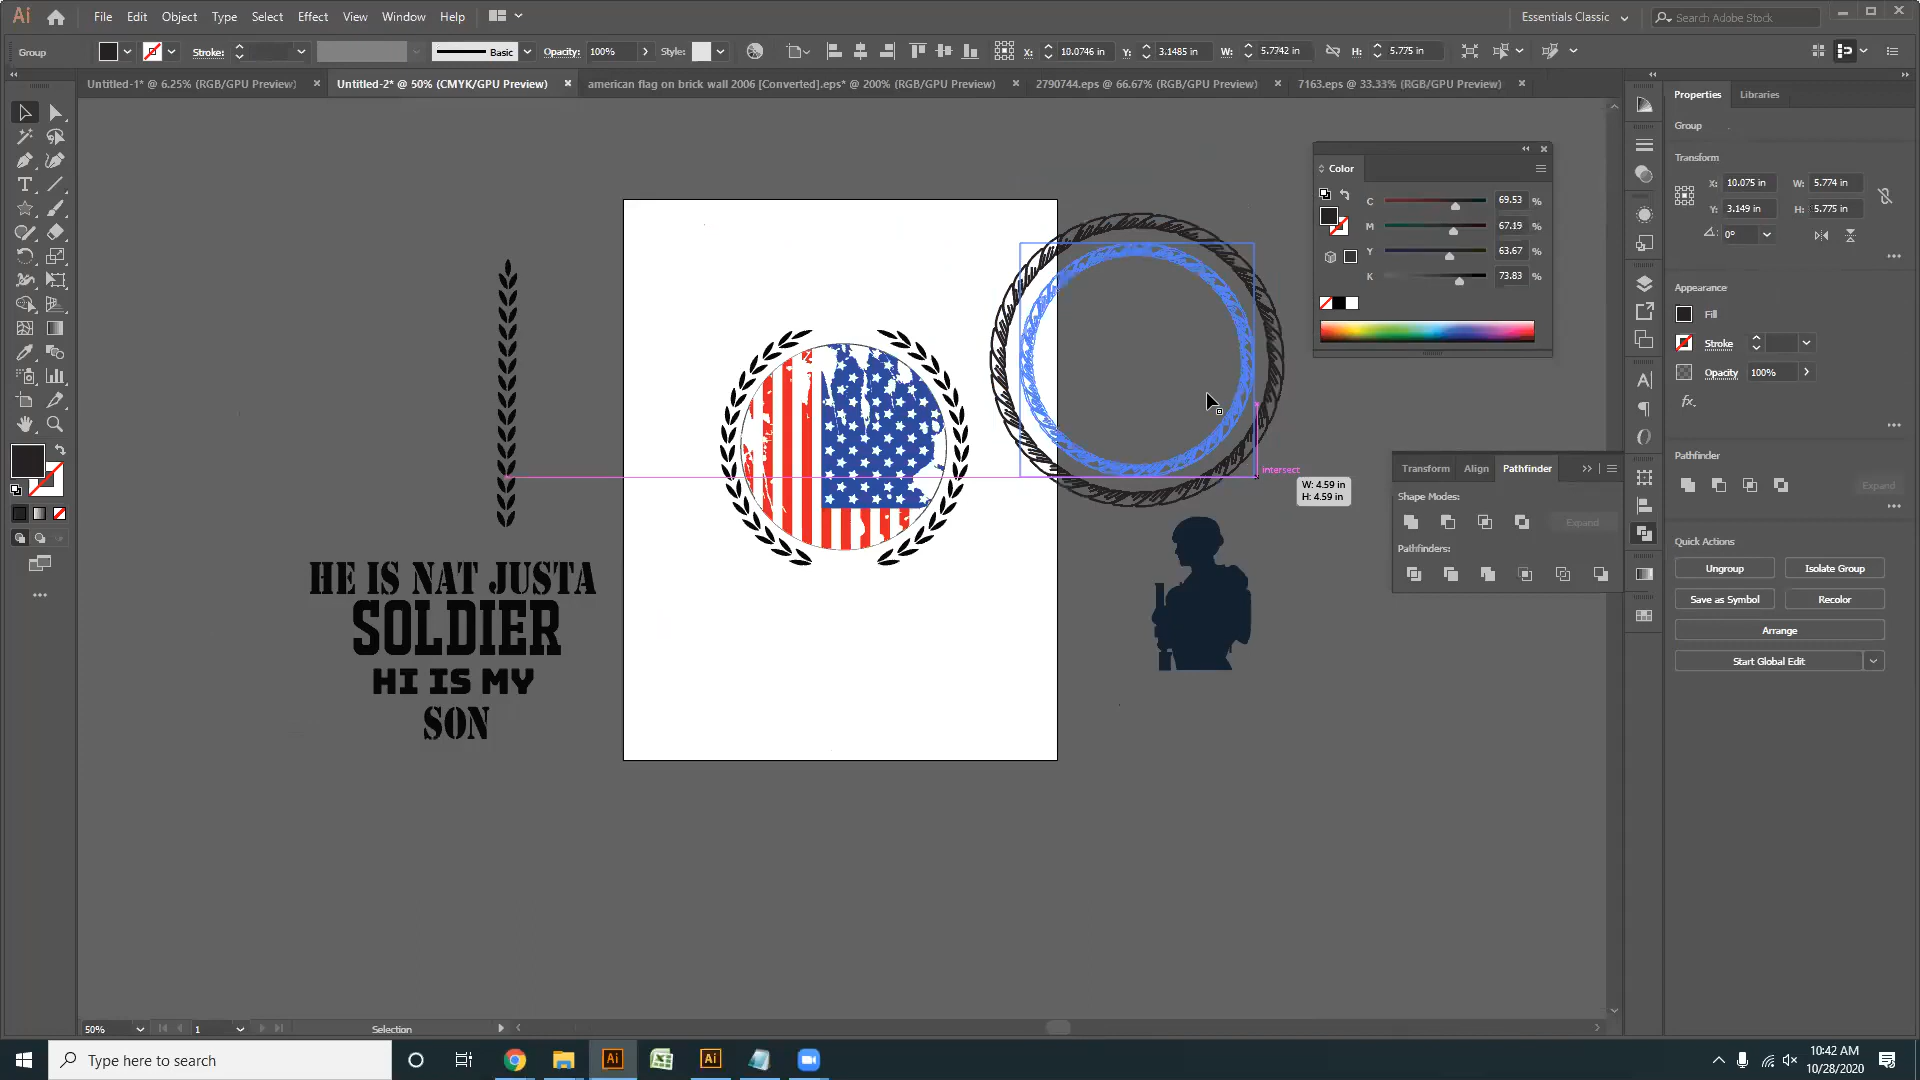 Ai File Edit Object Type Select Effect View Window Help Essentials Classic Search Adobe Stock
Group Stroke: Basic Opacity: 100% Style: X: 10.0746 in Y: 3.1485 in W: 5.7742 in H: 5.775 in
Untitled-1* @ 6.25% (RGB/GPU Preview) Untitled-2* @ 50% (CMYK/GPU Preview) american flag on brick wall 2006 [Converted].eps* @ 200% (RGB/GPU Preview) 2790744.eps @ 66.67% (RGB/GPU Preview) 7163.eps @ 33.33% (RGB/GPU Preview)
Properties Libraries
Group
Transform
X: 10.075 in W: 5.774 in
Y: 3.149 in H: 5.775 in
0°
Appearance
Fill
Stroke
Opacity 100%
fx.
Pathfinder
Expand
Quick Actions
Ungroup Isolate Group
Save as Symbol Recolor
Arrange
Start Global Edit
Color
C 69.53 %
M 67.19 %
Y 63.67 %
K 73.83 %
Transform Align Pathfinder
Shape Modes:
Expand
Pathfinders:
intersect
W: 4.59 in
H: 4.59 in
HE IS NAT JUSTA
SOLDIER
HI IS MY
SON
50% 1 Selection
Type here to search
10:42 AM
10/28/2020